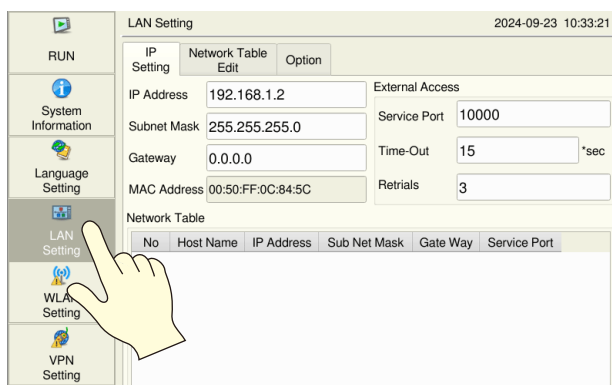 LAN Setting
2024-09-23 10:33:21
RUN
System
Information
Language
Setting
LAN
Setting
WLAN
Setting
VPN
Setting
IP
Setting
Network Table
Edit
Option
IP Address 192.168.1.2
Subnet Mask 255.255.255.0
Gateway 0.0.0.0
MAC Address 00:50:FF:0C:84:5C
External Access
Service Port 10000
Time-Out 15 *sec
Retrials 3
Network Table
No Host Name IP Address Sub Net Mask Gate Way Service Port